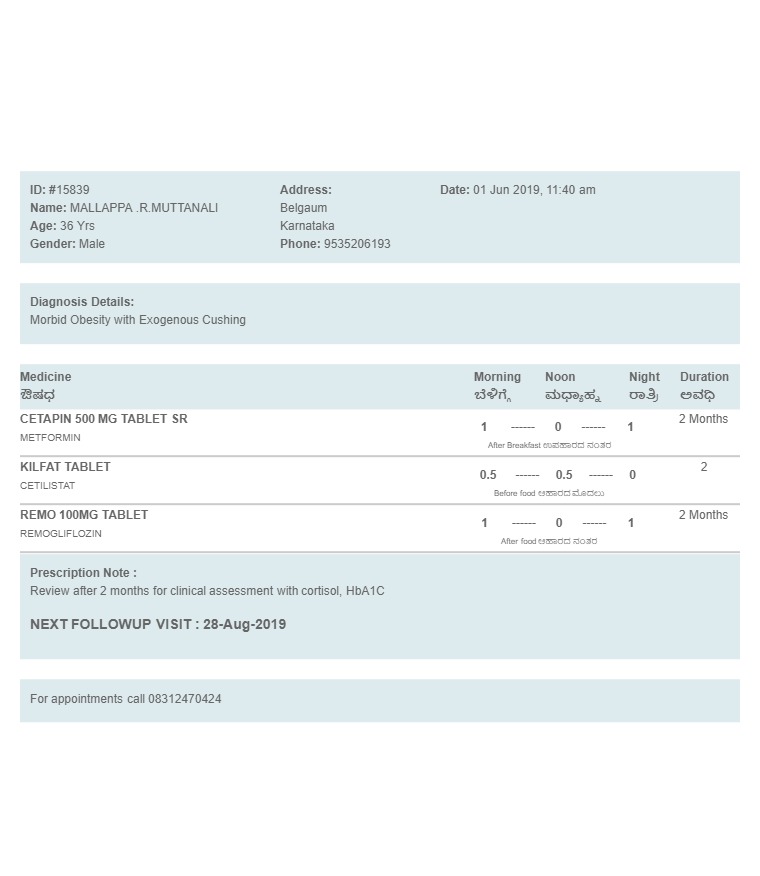 ID: #15839
Name: MALLAPPA .R.MUTTANALI
Age: 36 Yrs
Gender: Male
Address:
Belgaum
Karnataka
Phone: 9535206193
Date: 01 Jun 2019, 11:40 am
Diagnosis Details:
Morbid Obesity with Exogenous Cushing
Medicine Morning Noon Night Duration
ಔಷಧ ಬೆಳಿಗ್ಗೆ ಮಧ್ಯಾಹ್ನ ರಾತ್ರಿ ಅವಧಿ
CETAPIN 500 MG TABLET SR 1 ------ 0 ------ 1 2 Months
METFORMIN After Breakfast ಉಪಹಾರದ ನಂತರ
KILFAT TABLET 0.5 ------ 0.5 ------ 0 2
CETILISTAT Before food ಆಹಾರದ ಮೊದಲು
REMO 100MG TABLET 1 ------ 0 ------ 1 2 Months
REMOGLIFLOZIN After food ಆಹಾರದ ನಂತರ
Prescription Note :
Review after 2 months for clinical assessment with cortisol, HbA1C
NEXT FOLLOWUP VISIT : 28-Aug-2019
For appointments call 08312470424